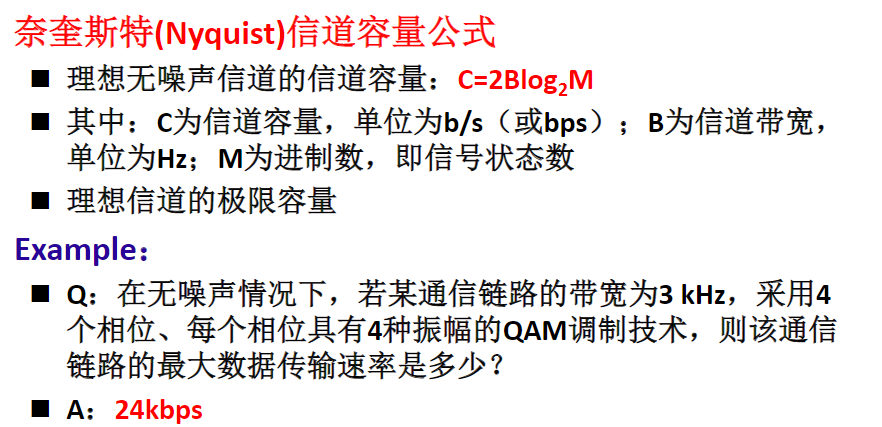 奈奎斯特(Nyquist)信道容量公式
■ 理想无噪声信道的信道容量：C=2Blog₂M
■ 其中：C为信道容量，单位为b/s（或bps）；B为信道带宽，
单位为Hz；M为进制数，即信号状态数
■ 理想信道的极限容量
Example：
■ Q：在无噪声情况下，若某通信链路的带宽为3 kHz，采用4
个相位、每个相位具有4种振幅的QAM调制技术，则该通信
链路的最大数据传输速率是多少？
■ A：24kbps